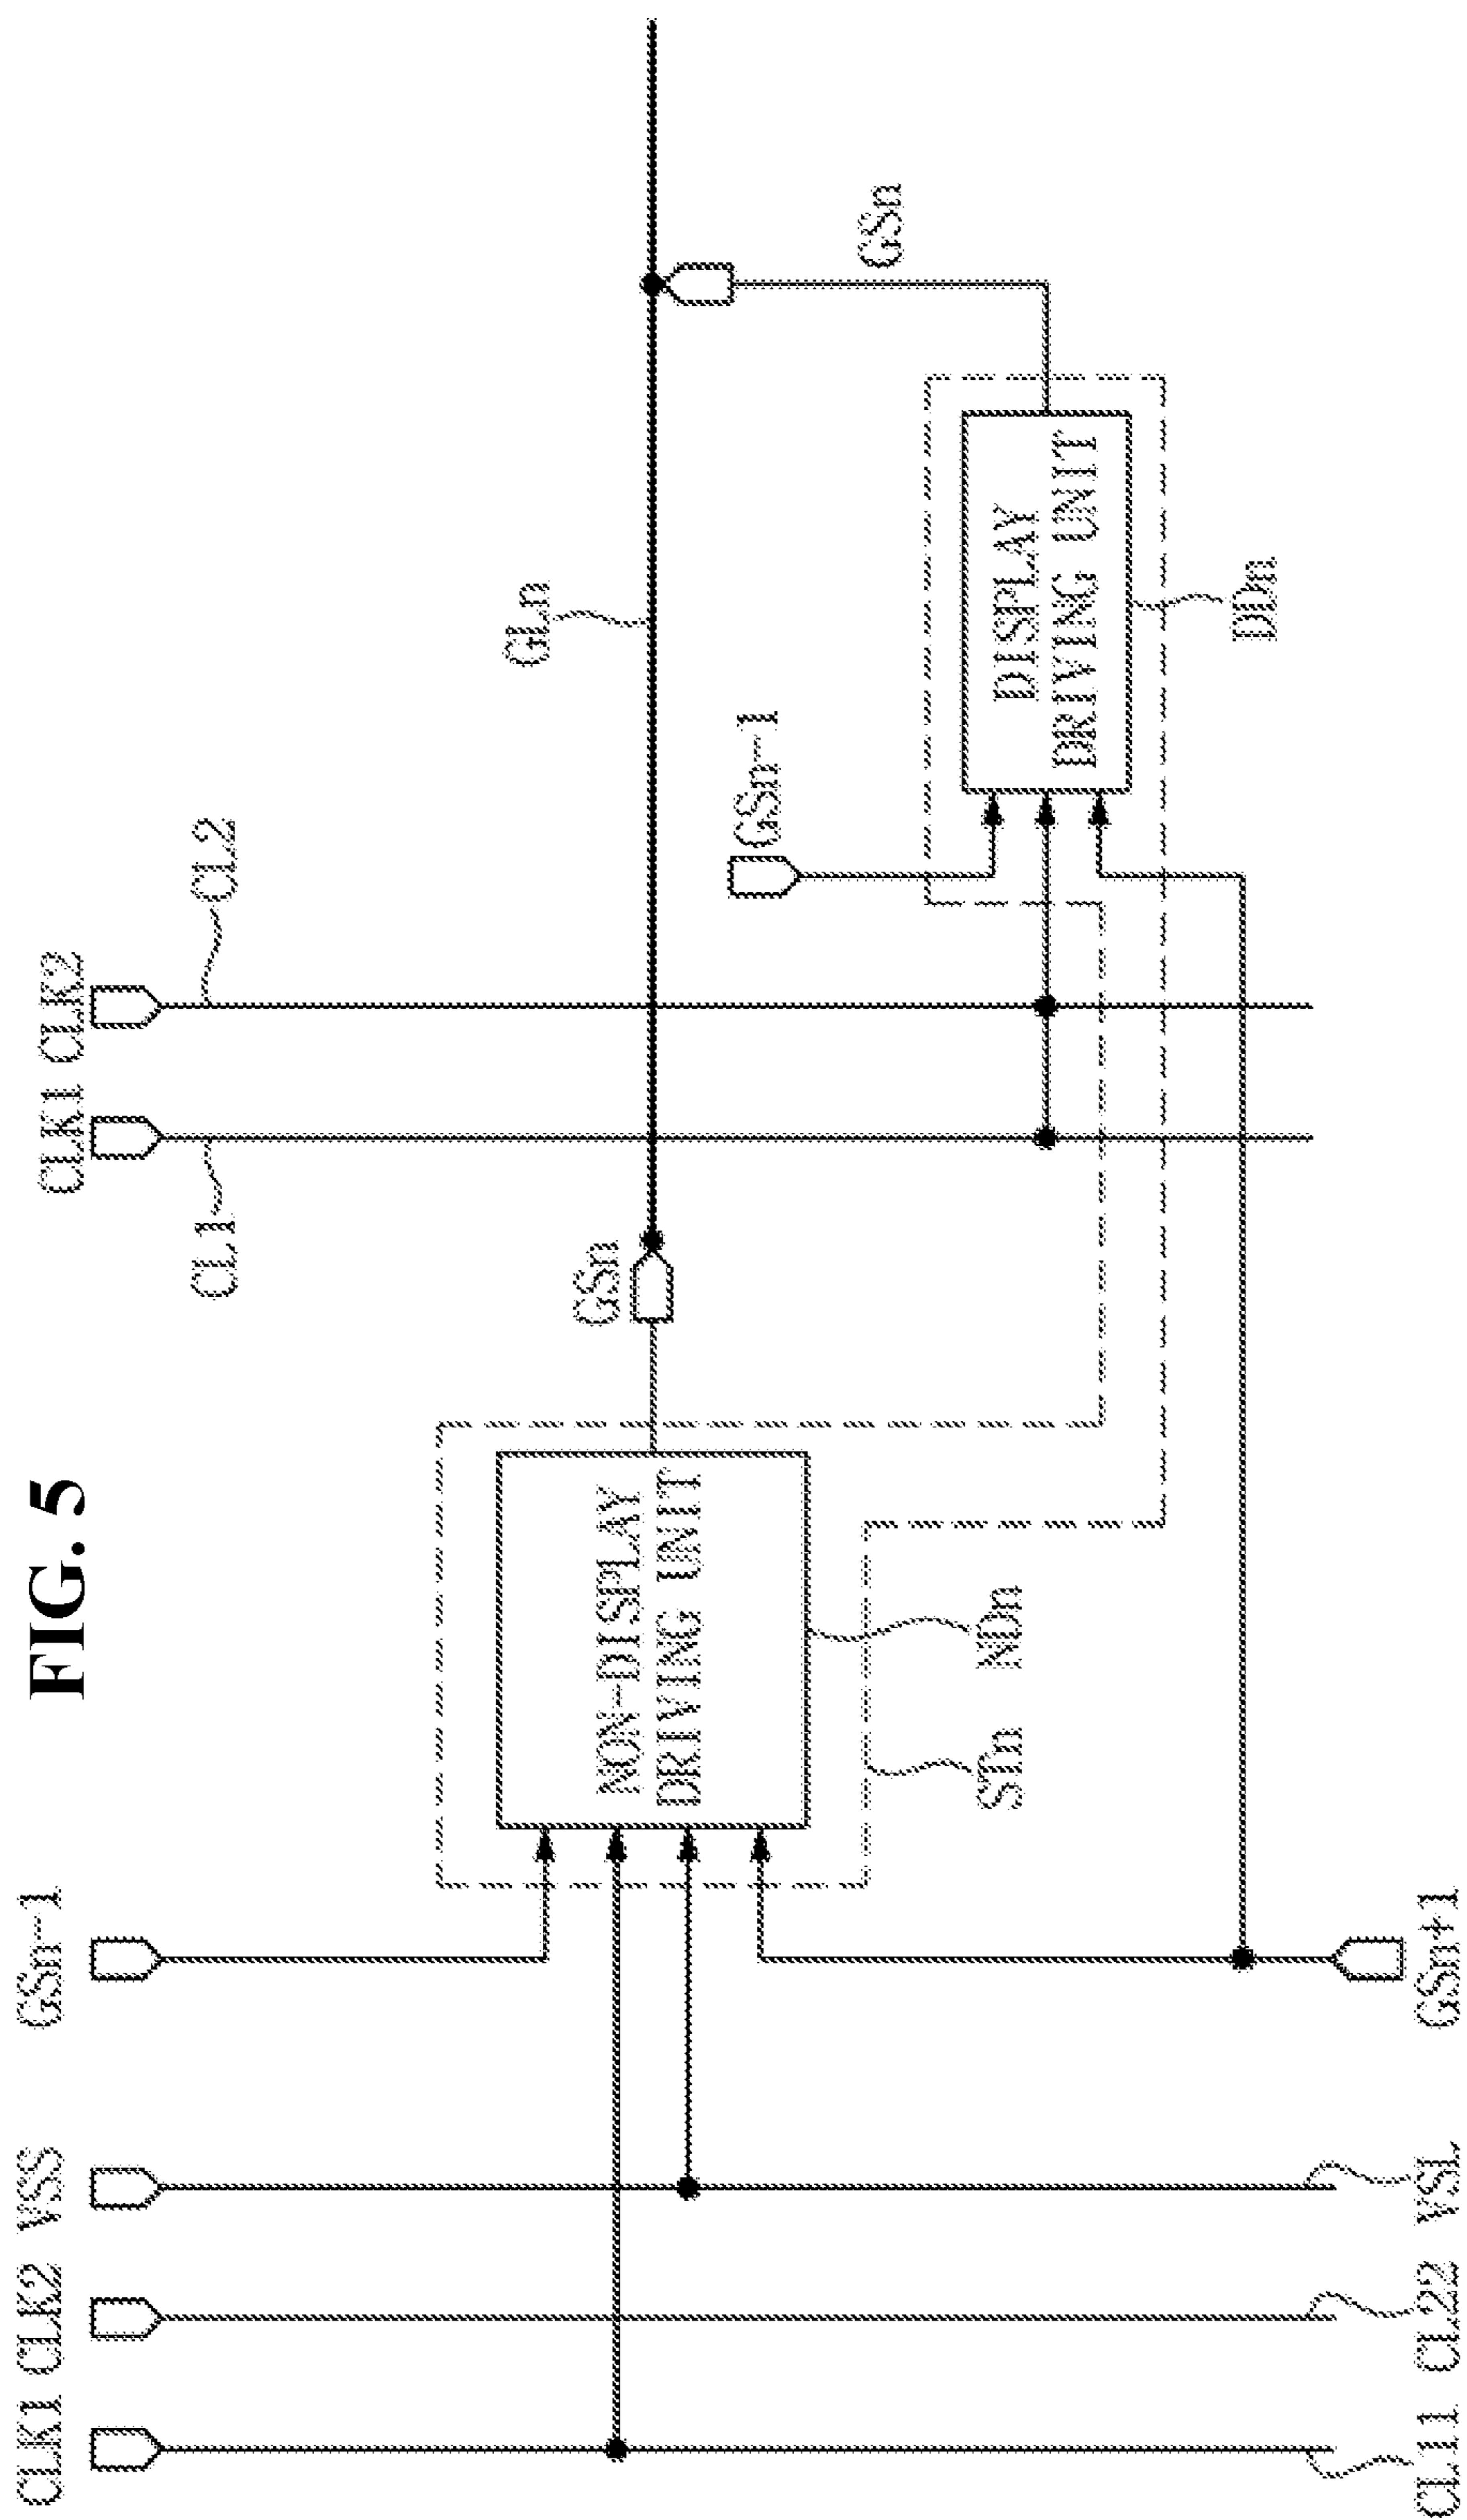 FIG. 5
CLK1
CLK2
VSS
GSn-1
CLK1
CLK2
CL1
CL2
GSn
GLn
GSn-1
GSn
NON-DISPLAY
DRIVING UNIT
DISPLAY
DRIVING UNIT
STn
NDn
DDn
CL11
CL22
VSL
GSn+1